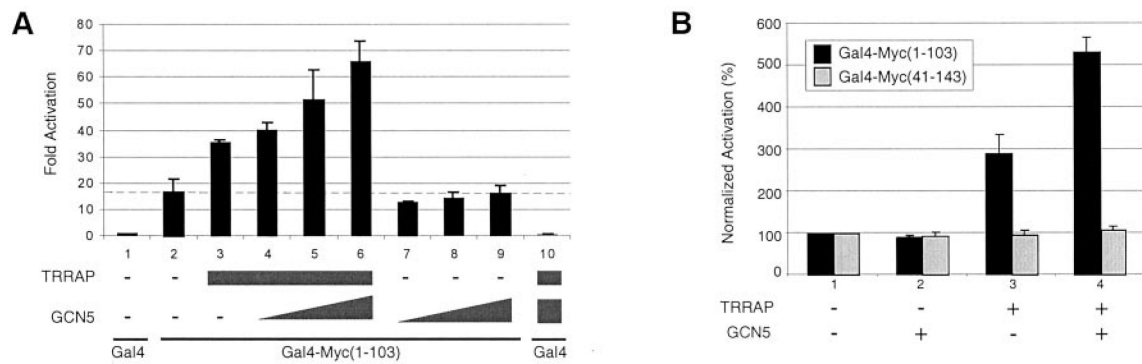 A
Fold Activation
80
70
60
50
40
30
20
10
0
1 2 3 4 5 6 7 8 9 10
TRRAP - - - - -
GCN5 - - -
Gal4 Gal4-Myc(1-103) Gal4
B
Normalized Activation (%)
600
500
400
300
200
100
0
Gal4-Myc(1-103)
Gal4-Myc(41-143)
1 2 3 4
TRRAP - - + +
GCN5 - + - +